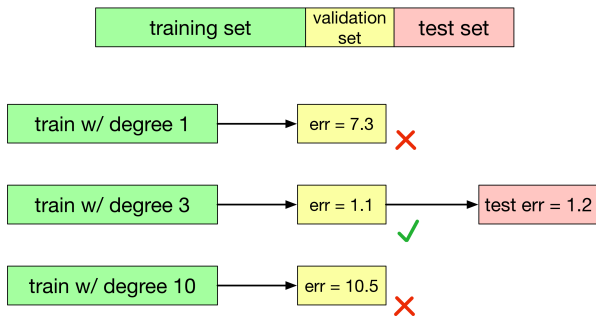 training set
validation
set
test set
train w/ degree 1
err = 7.3
train w/ degree 3
err = 1.1
test err = 1.2
train w/ degree 10
err = 10.5